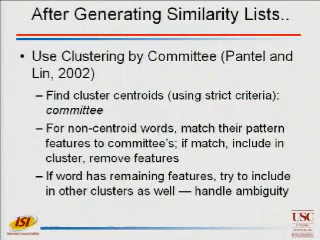 After Generating Similarity Lists..
• Use Clustering by Committee (Pantel and
Lin, 2002)
– Find cluster centroids (using strict criteria):
committee
– For non-centroid words, match their pattern
features to committee's; if match, include in
cluster, remove features
– If word has remaining features, try to include
in other clusters as well — handle ambiguity
ISI
USC